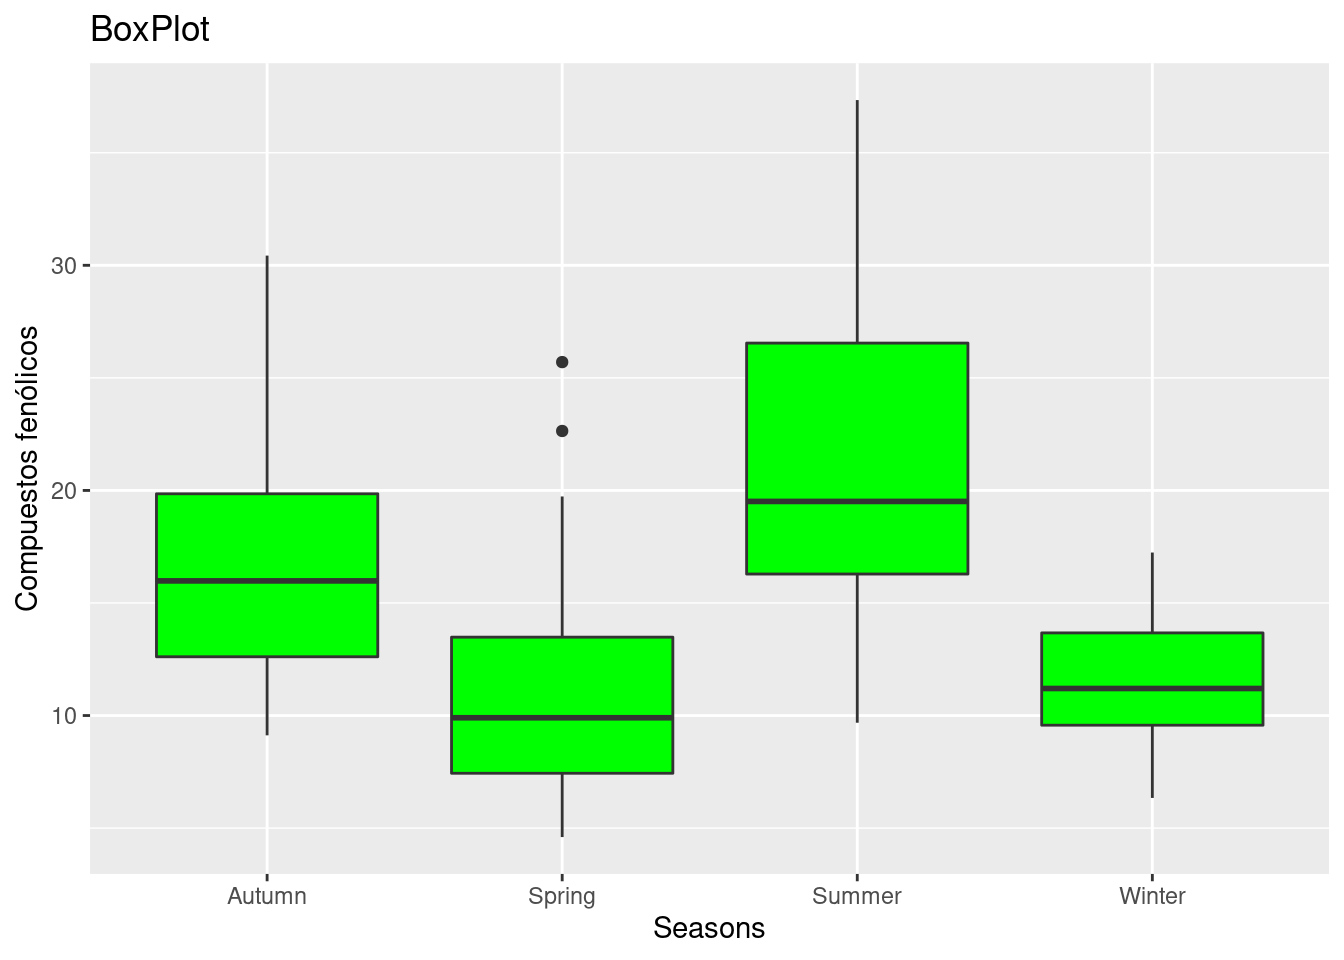 BoxPlot
Compuestos fenólicos
30
20
10
Autumn Spring Summer Winter
Seasons